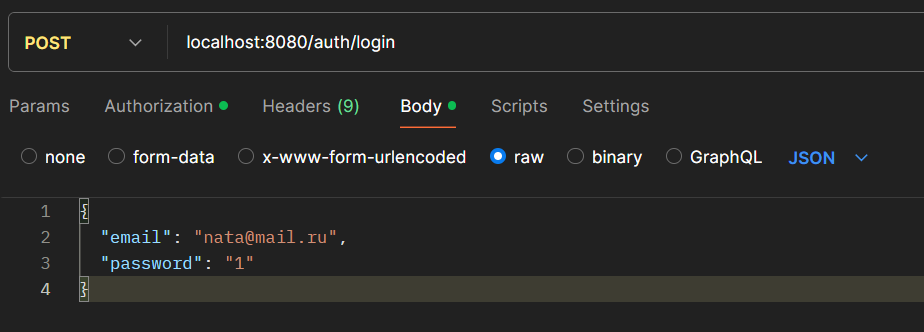 POST localhost:8080/auth/login
Params Authorization Headers (9) Body Scripts Settings
none form-data x-www-form-urlencoded raw binary GraphQL JSON
1 {
2 "email": "nata@mail.ru",
3 "password": "1"
4 }